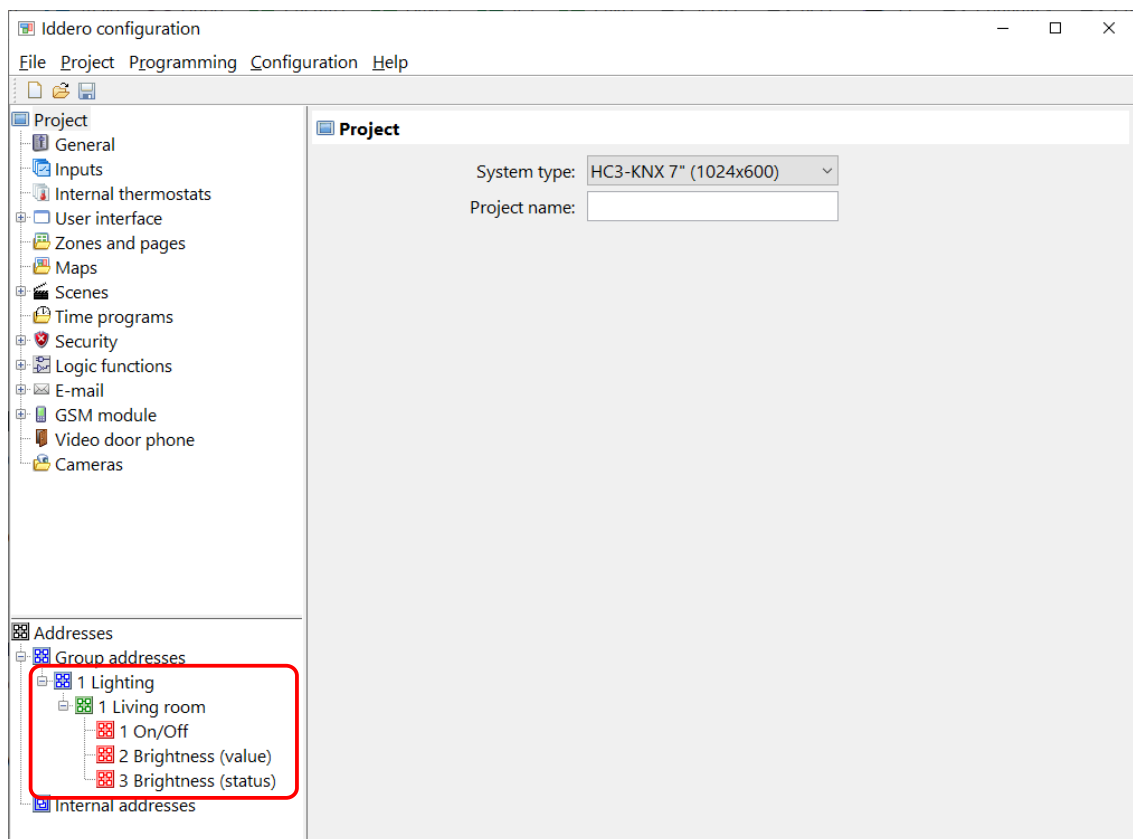 Iddero configuration
File Project Programming Configuration Help
Project
General
Inputs
Internal thermostats
User interface
Zones and pages
Maps
Scenes
Time programs
Security
Logic functions
E-mail
GSM module
Video door phone
Cameras
Project
System type: HC3-KNX 7" (1024x600)
Project name:
Addresses
Group addresses
1 Lighting
1 Living room
1 On/Off
2 Brightness (value)
3 Brightness (status)
Internal addresses